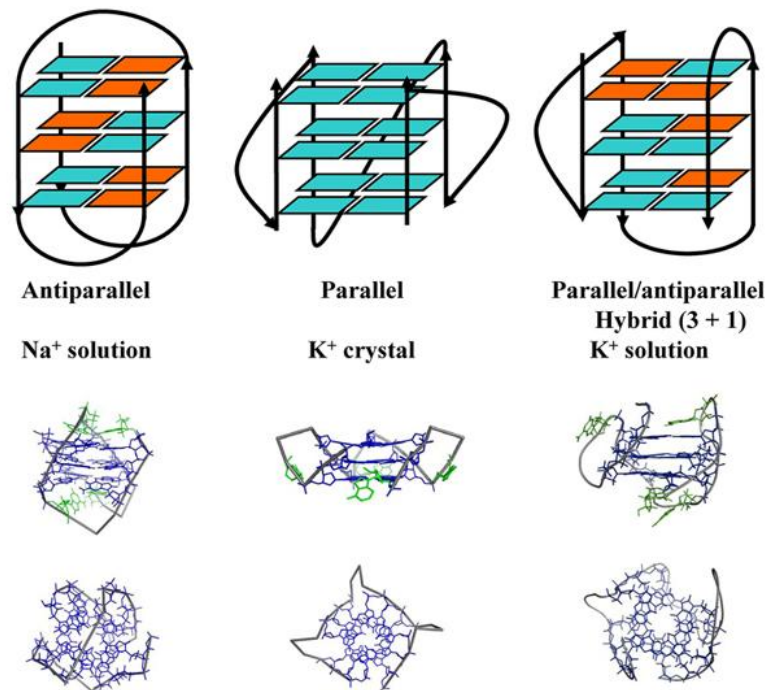 Antiparallel
Parallel
Parallel/antiparallel
Hybrid (3 + 1)
Na⁺ solution
K⁺ crystal
K⁺ solution